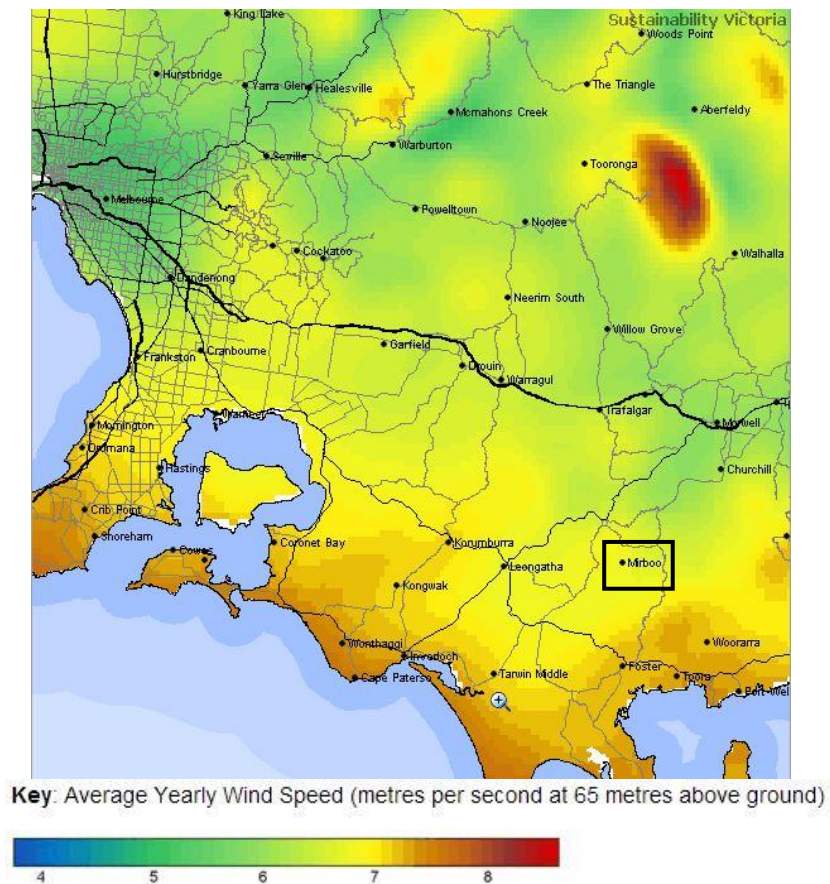 Sustainability Victoria
King Lake
Woods Point
Hurstbridge
Yarra Glen
Healesville
The Triangle
Mcmahons Creek
Aberfeldy
Warburton
Seville
Tooronga
Melbourne
Powelltown
Noojee
Cockatoo
Walhalla
Dandenong
Neerim South
Willow Grove
Garfield
Cranbourne
Frankston
Drouin
Warragul
Trafalgar
Morwell
Mornington
Dromana
Hastings
Churchill
Crib Point
Shoreham
Cowes
Coronet Bay
Korumburra
Leongatha
Mirboo
Kongwak
Wonthaggi
Inverloch
Woorarra
Foster
Tarwin Middle
Toora
Cape Paterso
Port Wel
Key: Average Yearly Wind Speed (metres per second at 65 metres above ground)
4 5 6 7 8